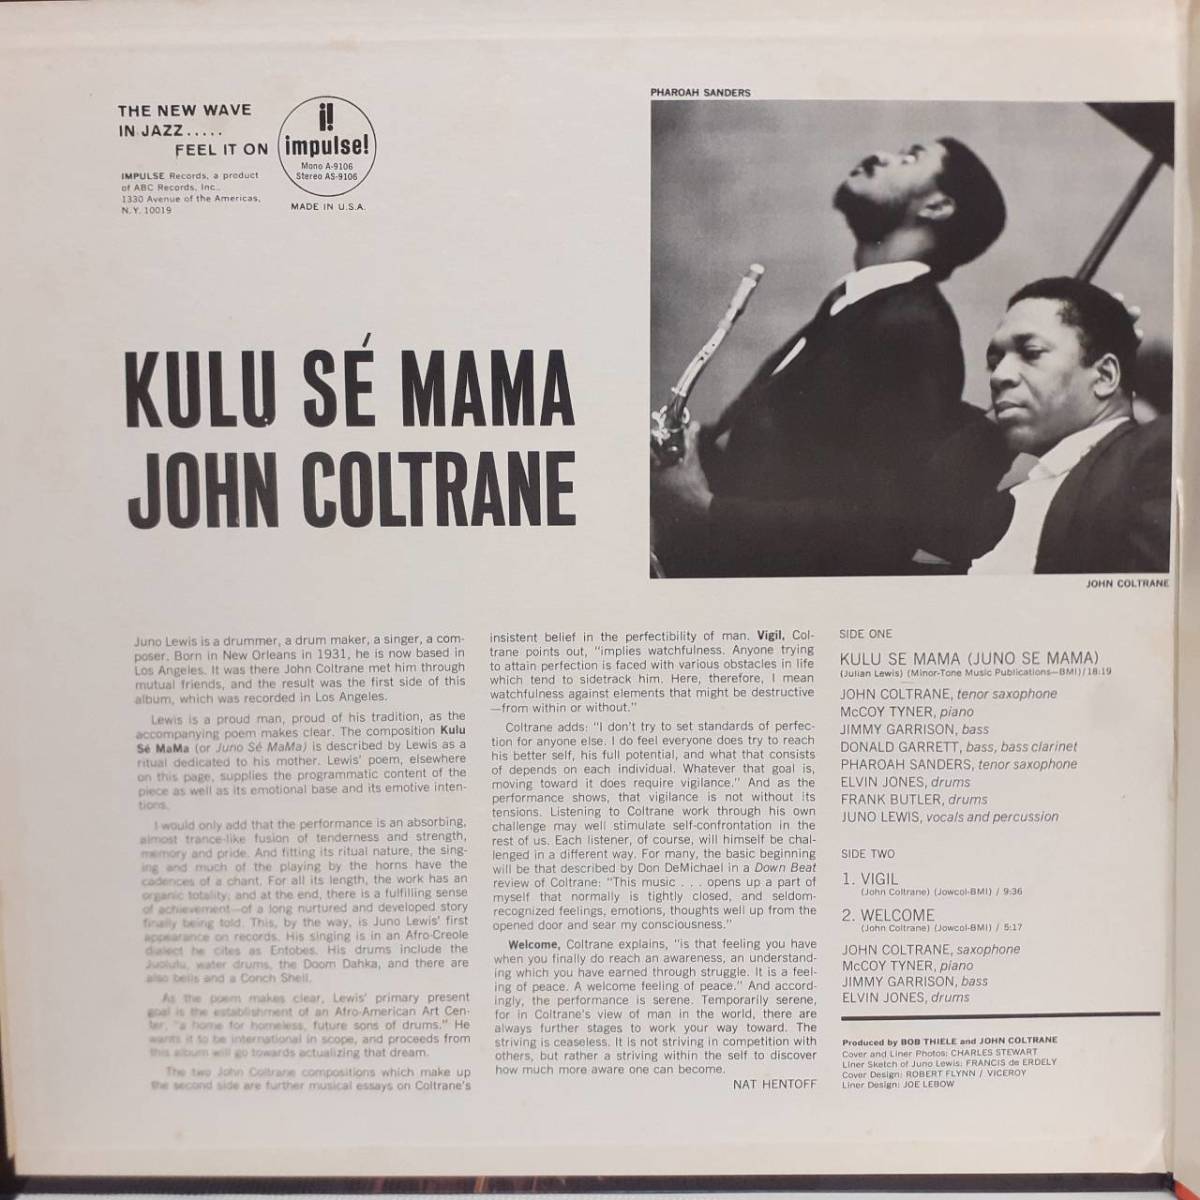 THE NEW WAVE
IN JAZZ.....
FEEL IT ON
i!
impulse!
Mono A-9106
Stereo AS-9106
IMPULSE Records, a product
of ABC Records, Inc.,
1330 Avenue of the Americas,
N.Y. 10019
MADE IN U.S.A.
PHAROAH SANDERS
KULU SÉ MAMA
JOHN COLTRANE
JOHN COLTRANE
Juno Lewis is a drummer, a drum maker, a singer, a com-
poser. Born in New Orleans in 1931, he is now based in
Los Angeles. It was there John Coltrane met him through
mutual friends, and the result was the first side of this
album, which was recorded in Los Angeles.
Lewis is a proud man, proud of his tradition, as the
accompanying poem makes clear. The composition Kulu
Sé MaMa (or Juno Sé MaMa) is described by Lewis as a
ritual dedicated to his mother. Lewis' poem, elsewhere
on this page, supplies the programmatic content of the
piece as well as its emotional base and its emotive inten-
tions.
I would only add that the performance is an absorbing,
almost trance-like fusion of tenderness and strength,
memory and pride. And fitting its ritual nature, the sing-
ing and much of the playing by the horns have the
cadences of a chant. For all its length, the work has an
organic totality; and at the end, there is a fulfilling sense
of achievement—of a long nurtured and developed story
finally being told. This, by the way, is Juno Lewis' first
appearance on records. His singing is in an Afro-Creole
dialect he cites as Entobes. His drums include the
Juolulu, water drums, the Doom Dahka, and there are
also bells and a Conch Shell.
As the poem makes clear, Lewis' primary present
goal is the establishment of an Afro-American Art Cen-
ter, "a home for homeless, future sons of drums." He
wants it to be international in scope, and proceeds from
this album will go towards actualizing that dream.
The two John Coltrane compositions which make up
the second side are further musical essays on Coltrane's
insistent belief in the perfectibility of man. Vigil, Col-
trane points out, "implies watchfulness. Anyone trying
to attain perfection is faced with various obstacles in life
which tend to sidetrack him. Here, therefore, I mean
watchfulness against elements that might be destructive
—from within or without."
Coltrane adds: "I don't try to set standards of perfec-
tion for anyone else. I do feel everyone does try to reach
his better self, his full potential, and what that consists
of depends on each individual. Whatever that goal is,
moving toward it does require vigilance." And as the
performance shows, that vigilance is not without its
tensions. Listening to Coltrane work through his own
challenge may well stimulate self-confrontation in the
rest of us. Each listener, of course, will himself be chal-
lenged in a different way. For many, the basic beginning
will be that described by Don DeMichael in a Down Beat
review of Coltrane: "This music . . . opens up a part of
myself that normally is tightly closed, and seldom-
recognized feelings, emotions, thoughts well up from the
opened door and sear my consciousness."
Welcome, Coltrane explains, "is that feeling you have
when you finally do reach an awareness, an understand-
ing which you have earned through struggle. It is a feel-
ing of peace. A welcome feeling of peace." And accord-
ingly, the performance is serene. Temporarily serene,
for in Coltrane's view of man in the world, there are
always further stages to work your way toward. The
striving is ceaseless. It is not striving in competition with
others, but rather a striving within the self to discover
how much more aware one can become.
NAT HENTOFF
SIDE ONE
KULU SE MAMA (JUNO SE MAMA)
(Julian Lewis) (Minor-Tone Music Publications—BMI)/18:19
JOHN COLTRANE, tenor saxophone
McCOY TYNER, piano
JIMMY GARRISON, bass
DONALD GARRETT, bass, bass clarinet
PHAROAH SANDERS, tenor saxophone
ELVIN JONES, drums
FRANK BUTLER, drums
JUNO LEWIS, vocals and percussion
SIDE TWO
1. VIGIL
(John Coltrane) (Jowcol-BMI) / 9:36
2. WELCOME
(John Coltrane) (Jowcol-BMI) / 5:17
JOHN COLTRANE, saxophone
McCOY TYNER, piano
JIMMY GARRISON, bass
ELVIN JONES, drums
Produced by BOB THIELE and JOHN COLTRANE
Cover and Liner Photos: CHARLES STEWART
Liner Sketch of Juno Lewis: FRANCIS de ERDELY
Cover Design: ROBERT FLYNN / VICEROY
Liner Design: JOE LEBOW